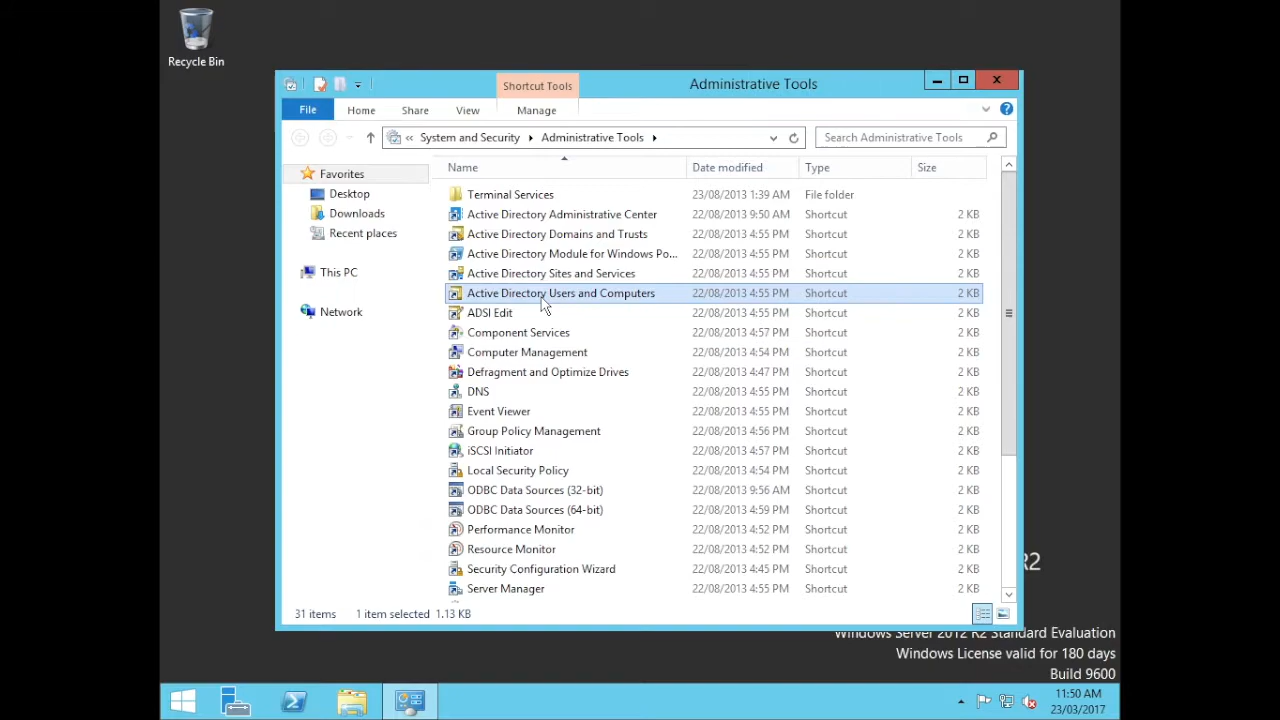 Recycle Bin
Shortcut Tools
Administrative Tools
File
Home
Share
View
Manage
« System and Security Administrative Tools
Search Administrative Tools
Name Date modified Type Size
Favorites
Desktop
Downloads
Recent places
This PC
Network
Terminal Services 23/08/2013 1:39 AM File folder
Active Directory Administrative Center 22/08/2013 9:50 AM Shortcut 2 KB
Active Directory Domains and Trusts 22/08/2013 4:55 PM Shortcut 2 KB
Active Directory Module for Windows Po... 22/08/2013 4:55 PM Shortcut 2 KB
Active Directory Sites and Services 22/08/2013 4:55 PM Shortcut 2 KB
Active Directory Users and Computers 22/08/2013 4:55 PM Shortcut 2 KB
ADSI Edit 22/08/2013 4:55 PM Shortcut 2 KB
Component Services 22/08/2013 4:57 PM Shortcut 2 KB
Computer Management 22/08/2013 4:54 PM Shortcut 2 KB
Defragment and Optimize Drives 22/08/2013 4:47 PM Shortcut 2 KB
DNS 22/08/2013 4:55 PM Shortcut 2 KB
Event Viewer 22/08/2013 4:55 PM Shortcut 2 KB
Group Policy Management 22/08/2013 4:56 PM Shortcut 2 KB
iSCSI Initiator 22/08/2013 4:57 PM Shortcut 2 KB
Local Security Policy 22/08/2013 4:54 PM Shortcut 2 KB
ODBC Data Sources (32-bit) 22/08/2013 9:56 AM Shortcut 2 KB
ODBC Data Sources (64-bit) 22/08/2013 4:59 PM Shortcut 2 KB
Performance Monitor 22/08/2013 4:52 PM Shortcut 2 KB
Resource Monitor 22/08/2013 4:52 PM Shortcut 2 KB
Security Configuration Wizard 22/08/2013 4:45 PM Shortcut 2 KB
Server Manager 22/08/2013 4:55 PM Shortcut 2 KB
31 items 1 item selected 1.13 KB
R2
Windows Server 2012 R2 Standard Evaluation
Windows License valid for 180 days
Build 9600
11:50 AM
23/03/2017